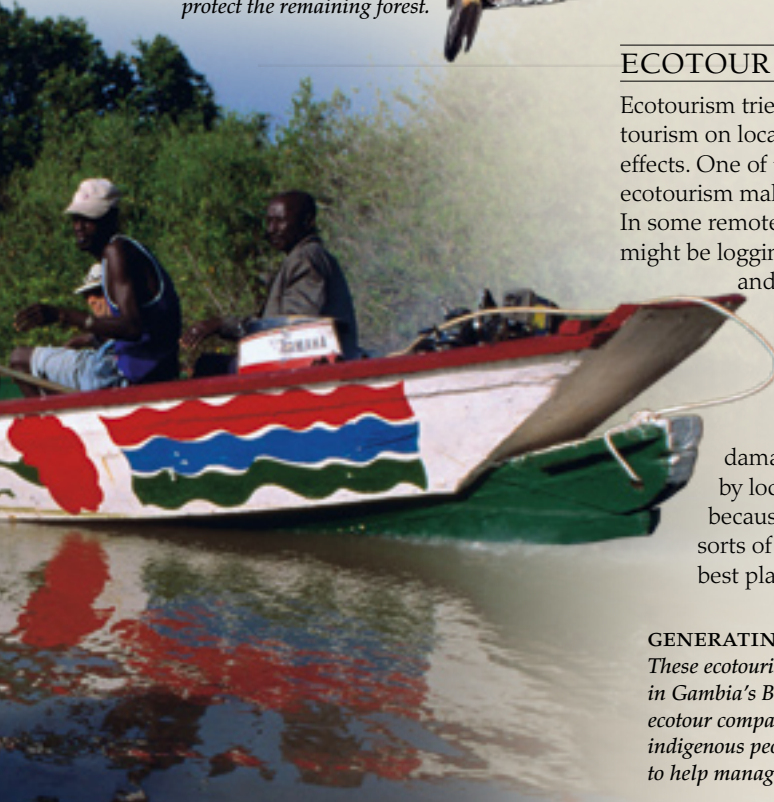 protect the remaining forest.
ECOTOUR
Ecotourism trie
tourism on loca
effects. One of
ecotourism mal
In some remote
might be loggin
and
YAMAHA
dama
by loc
becaus
sorts of
best pla
GENERATIN
These ecotouri
in Gambia's B
ecotour compa
indigenous peo
to help manag